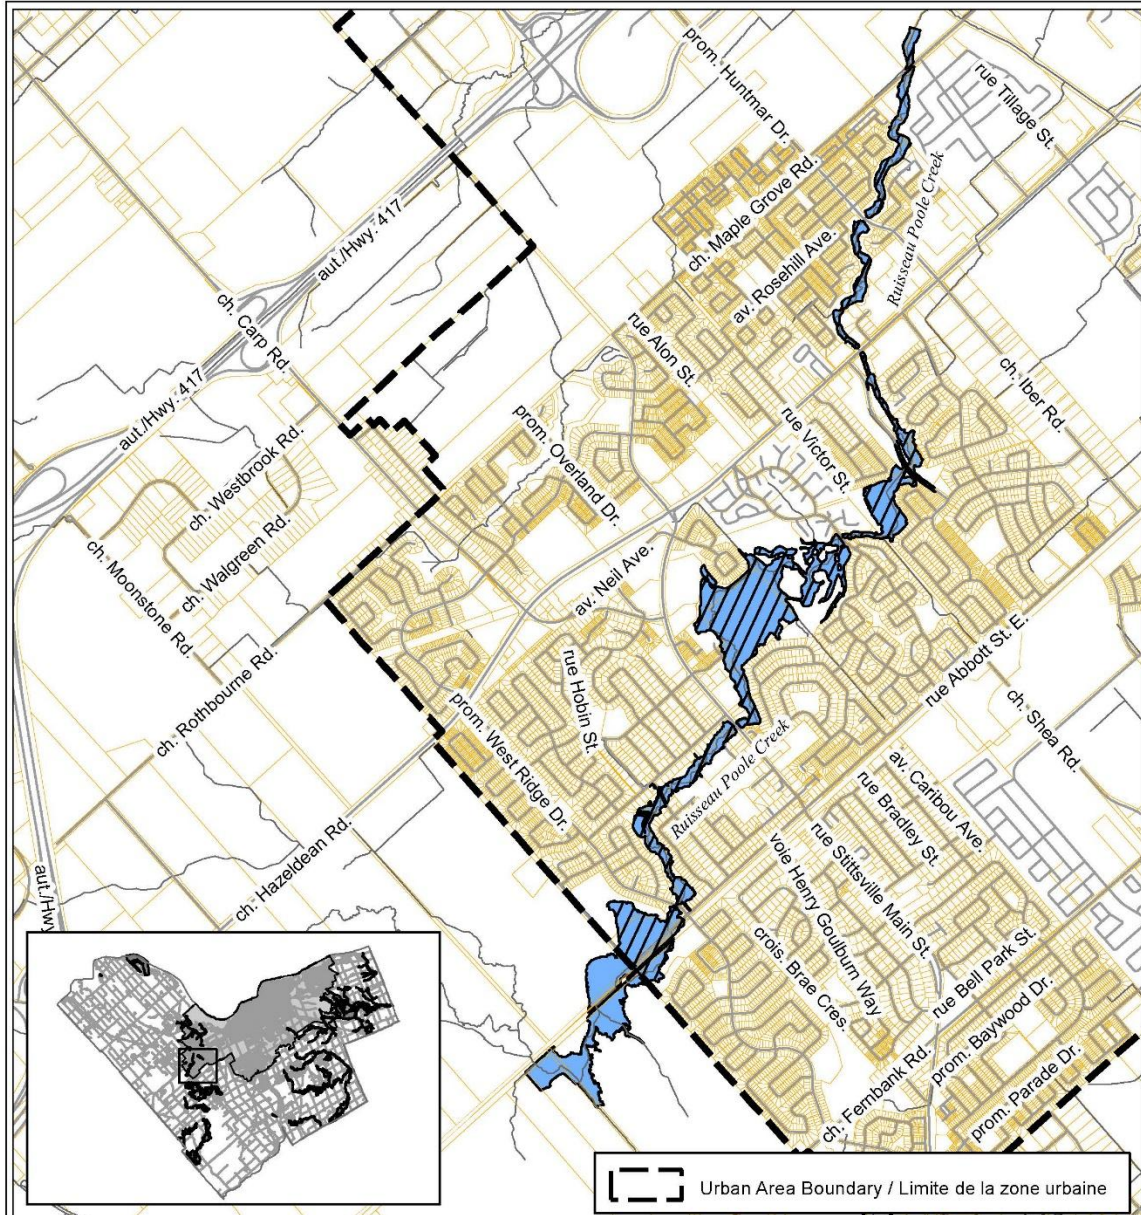 prom. Huntmar Dr.
rue Tillage St.
aut./Hwy. 417
ch. Maple Grove Rd.
Ruisseau Poole Creek
av. Rosehill Ave.
ch. Carp Rd.
rue Alon St.
ch. Iber Rd.
aut./Hwy. 417
prom. Overland Dr.
rue Victor St.
ch. Westbrook Rd.
ch. Walgreen Rd.
ch. Moonstone Rd.
av. Neil Ave.
rue Abbott St. E.
ch. Rothbourne Rd.
rue Hobin St.
prom. West Ridge Dr.
ch. Shea Rd.
Ruisseau Poole Creek
av. Caribou Ave.
rue Bradley St.
rue Stittsville Main St.
voie Henry Goulburn Way
ch. Hazeldean Rd.
aut./Hwy
crois. Brae Cres.
rue Bell Park St.
prom. Baywood Dr.
ch. Fernbank Rd.
prom. Parade Dr.
Urban Area Boundary / Limite de la zone urbaine